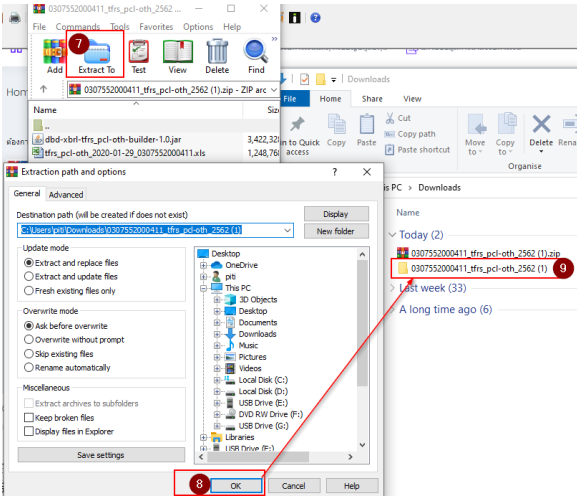 0307552000411_tfrs_pcl-oth_2562 ...
File Commands Tools Favorites Options Help
7
Add Extract To Test View Delete Find
0307552000411_tfrs_pcl-oth_2562 (1).zip - ZIP arc
Name Size
..
dbd-xbrl-tfrs_pcl-oth-builder-1.0.jar 3,422,32
tfrs_pcl-oth_2020-01-29_0307552000411.xls 1,248,76
Extraction path and options ? X
General Advanced
Destination path (will be created if does not exist) Display
C:\Users\piti\Downloads\0307552000411_tfrs_pcl-oth_2562 (1) New folder
Update mode
Extract and replace files
Extract and update files
Fresh existing files only
Overwrite mode
Ask before overwrite
Overwrite without prompt
Skip existing files
Rename automatically
Miscellaneous
Extract archives to subfolders
Keep broken files
Display files in Explorer
Save settings
Desktop
OneDrive
piti
This PC
3D Objects
Desktop
Documents
Downloads
Music
Pictures
Videos
Local Disk (C:)
Local Disk (D:)
USB Drive (E:)
DVD RW Drive (F:)
USB Drive (G:)
Libraries
USB Drive (E:)
8
OK Cancel Help
Downloads
File Home Share View
n to Quick access Copy Paste
Cut
Copy path
Paste shortcut
Move to Copy to Delete Rena
Organise
is PC > Downloads
Name
Today (2)
0307552000411_tfrs_pcl-oth_2562 (1).zip
0307552000411_tfrs_pcl-oth_2562 (1) 9
Last week (33)
A long time ago (6)